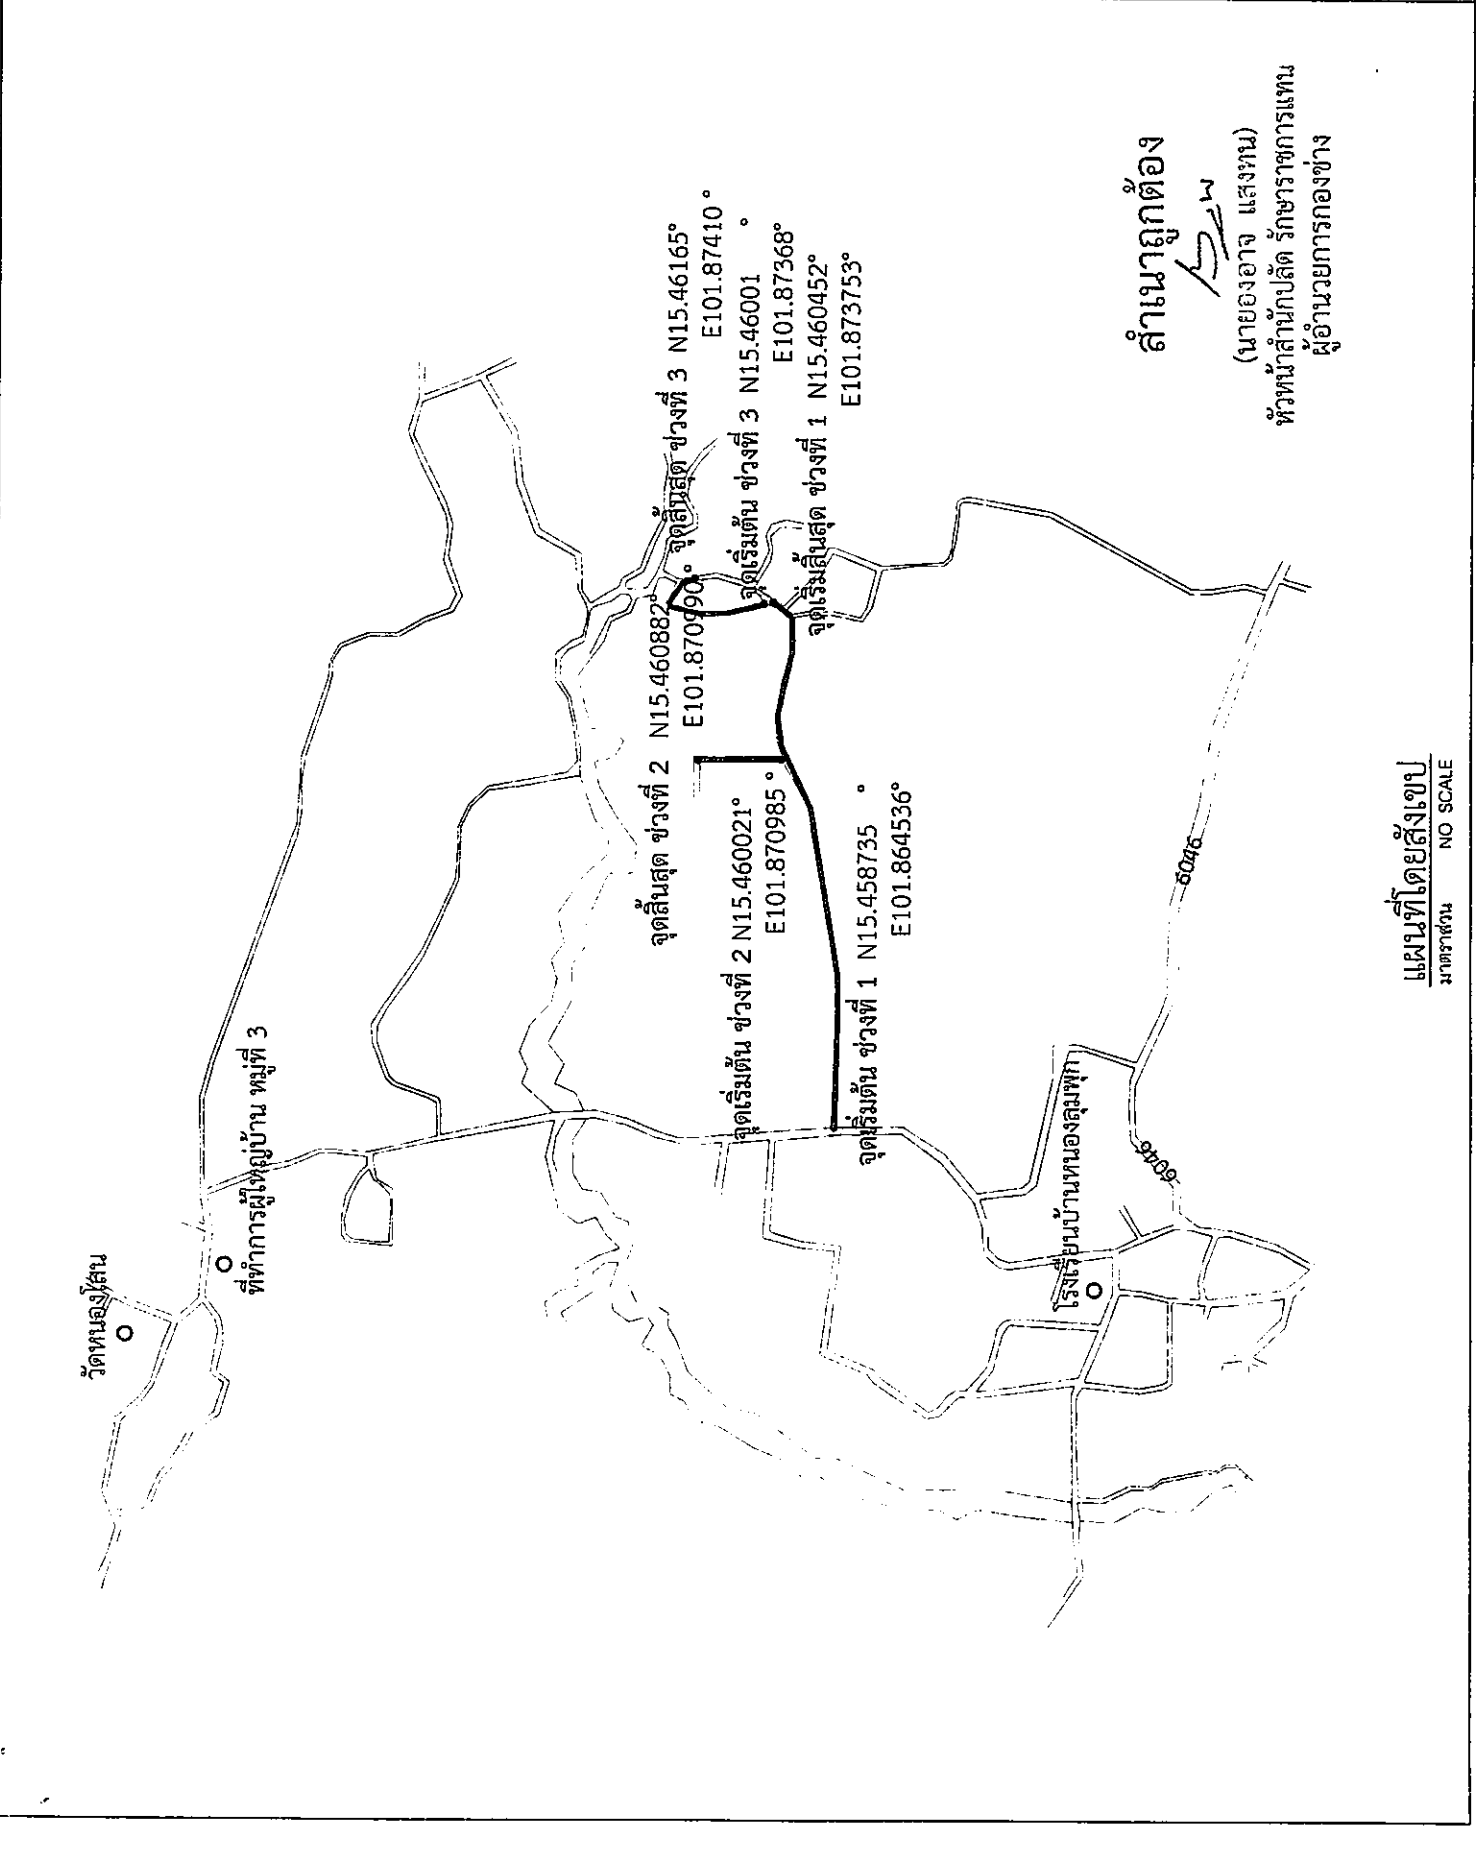 วัดหนองโสน
ที่ทำการผู้ใหญ่บ้าน หมู่ที่ 3
จุดสิ้นสุด ช่วงที่ 3 N15.46165°
E101.87410°
จุดสิ้นสุด ช่วงที่ 2 N15.460882°
E101.870990°
จุดเริ่มต้น ช่วงที่ 3 N15.46001 °
E101.87368°
จุดเริ่มสิ้นสุด ช่วงที่ 1 N15.460452°
E101.873753°
จุดเริ่มต้น ช่วงที่ 2 N15.460021°
E101.870985°
จุดเริ่มต้น ช่วงที่ 1 N15.458735 °
E101.864536°
โรงเรียนบ้านหนองลุมพุก
6046
6046
สำเนาถูกต้อง
(นายองอาจ แสงทน)
หัวหน้าสำนักปลัด รักษาราชการแทน
ผู้อำนวยการกองช่าง
แผนที่โดยสังเขป
มาตราส่วน NO SCALE